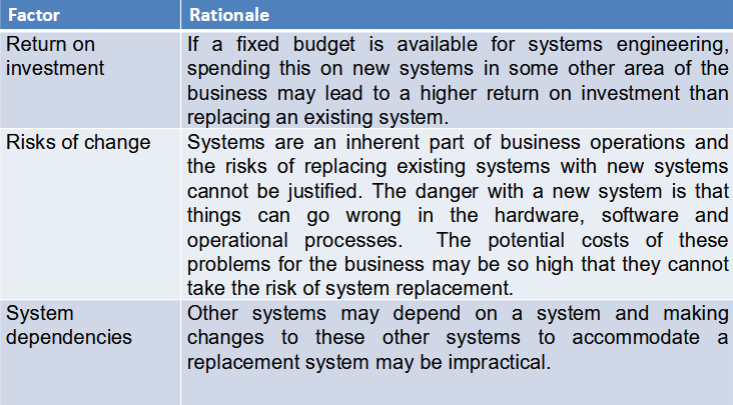 Factor Rationale
Return on investment If a fixed budget is available for systems engineering,
spending this on new systems in some other area of the
business may lead to a higher return on investment than
replacing an existing system.
Risks of change Systems are an inherent part of business operations and
the risks of replacing existing systems with new systems
cannot be justified. The danger with a new system is that
things can go wrong in the hardware, software and
operational processes. The potential costs of these
problems for the business may be so high that they cannot
take the risk of system replacement.
System dependencies Other systems may depend on a system and making
changes to these other systems to accommodate a
replacement system may be impractical.